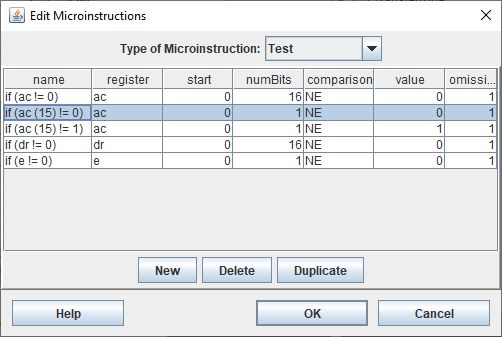 Edit Microinstructions
Type of Microinstruction: Test
name register start numBits comparison value omissi...
if (ac != 0) ac 0 16 NE 0 1
if (ac (15) != 0) ac 0 1 NE 0 1
if (ac (15) != 1) ac 0 1 NE 1 1
if (dr != 0) dr 0 16 NE 0 1
if (e != 0) e 0 1 NE 0 1
New Delete Duplicate
Help OK Cancel